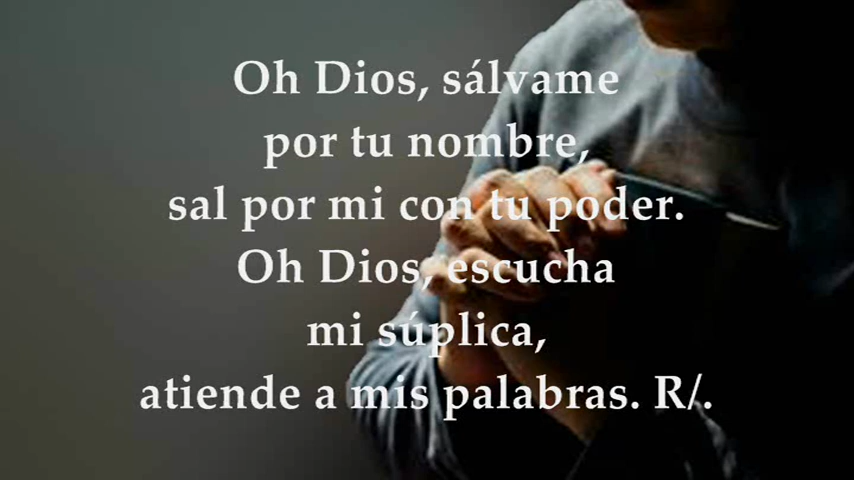 Oh Dios, sálvame
por tu nombre,
sal por mi con tu poder.
Oh Dios, escucha
mi súplica,
atiende a mis palabras. R/.